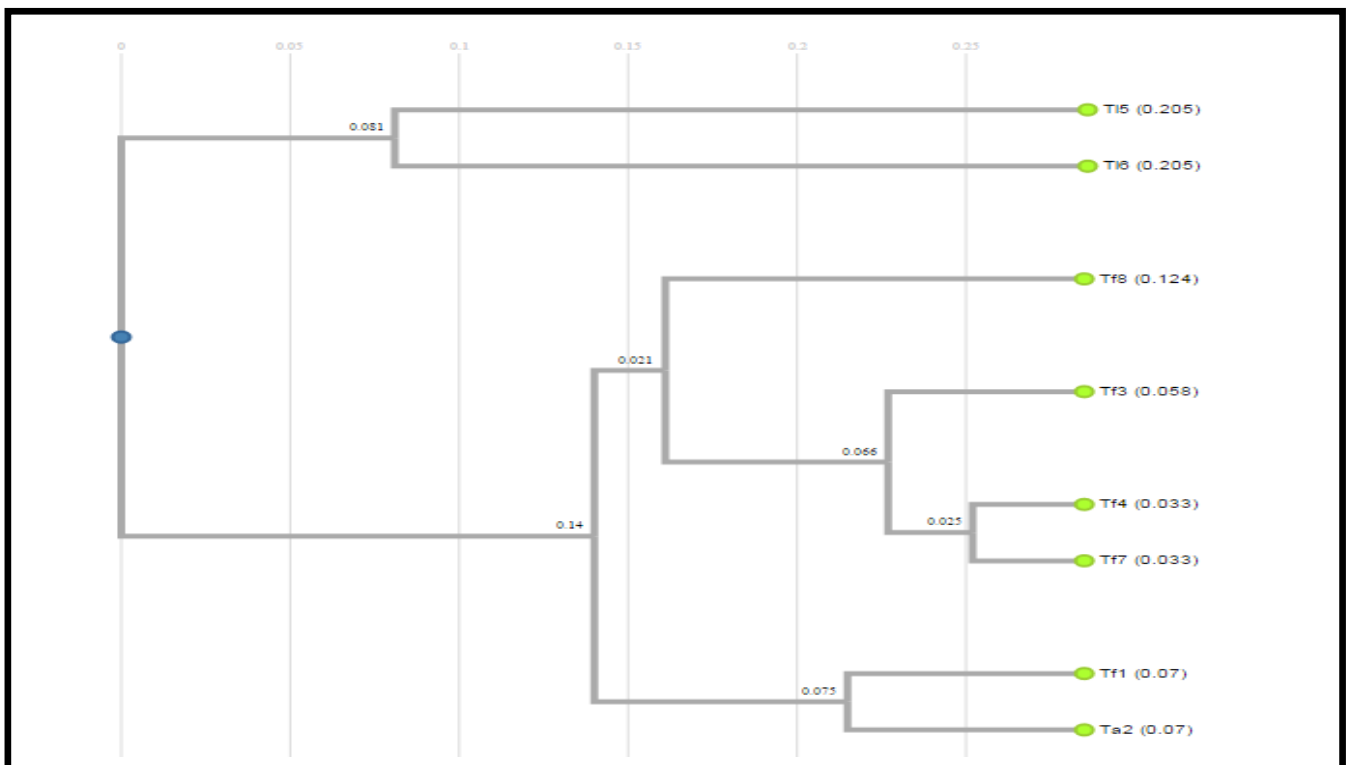 0 0.05 0.1 0.15 0.2 0.25
Tl5 (0.205)
0.081
Tl6 (0.205)
Tf8 (0.124)
0.021
Tf3 (0.058)
0.066
Tf4 (0.033)
0.025
0.14
Tf7 (0.033)
Tf1 (0.07)
0.075
Ta2 (0.07)